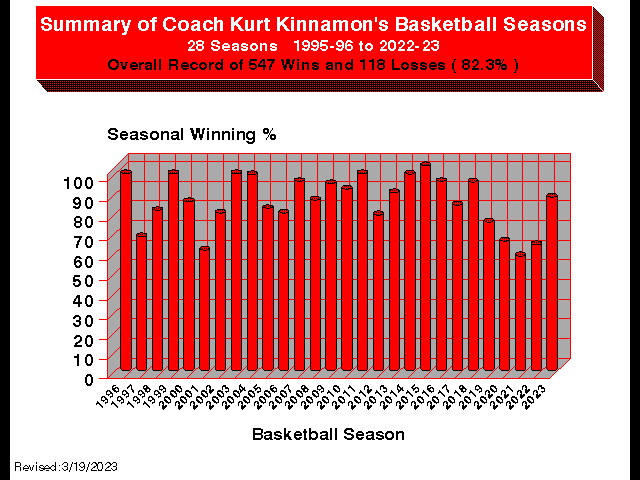 Summary of Coach Kurt Kinnamon's Basketball Seasons
28 Seasons 1995-96 to 2022-23
Overall Record of 547 Wins and 118 Losses ( 82.3% )
Seasonal Winning %
100
90
80
70
60
50
40
30
20
10
0
1996 1997 1998 1999 2000 2001 2002 2003 2004 2005 2006 2007 2008 2009 2010 2011 2012 2013 2014 2015 2016 2017 2018 2019 2020 2021 2022 2023
Basketball Season
Revised:3/19/2023